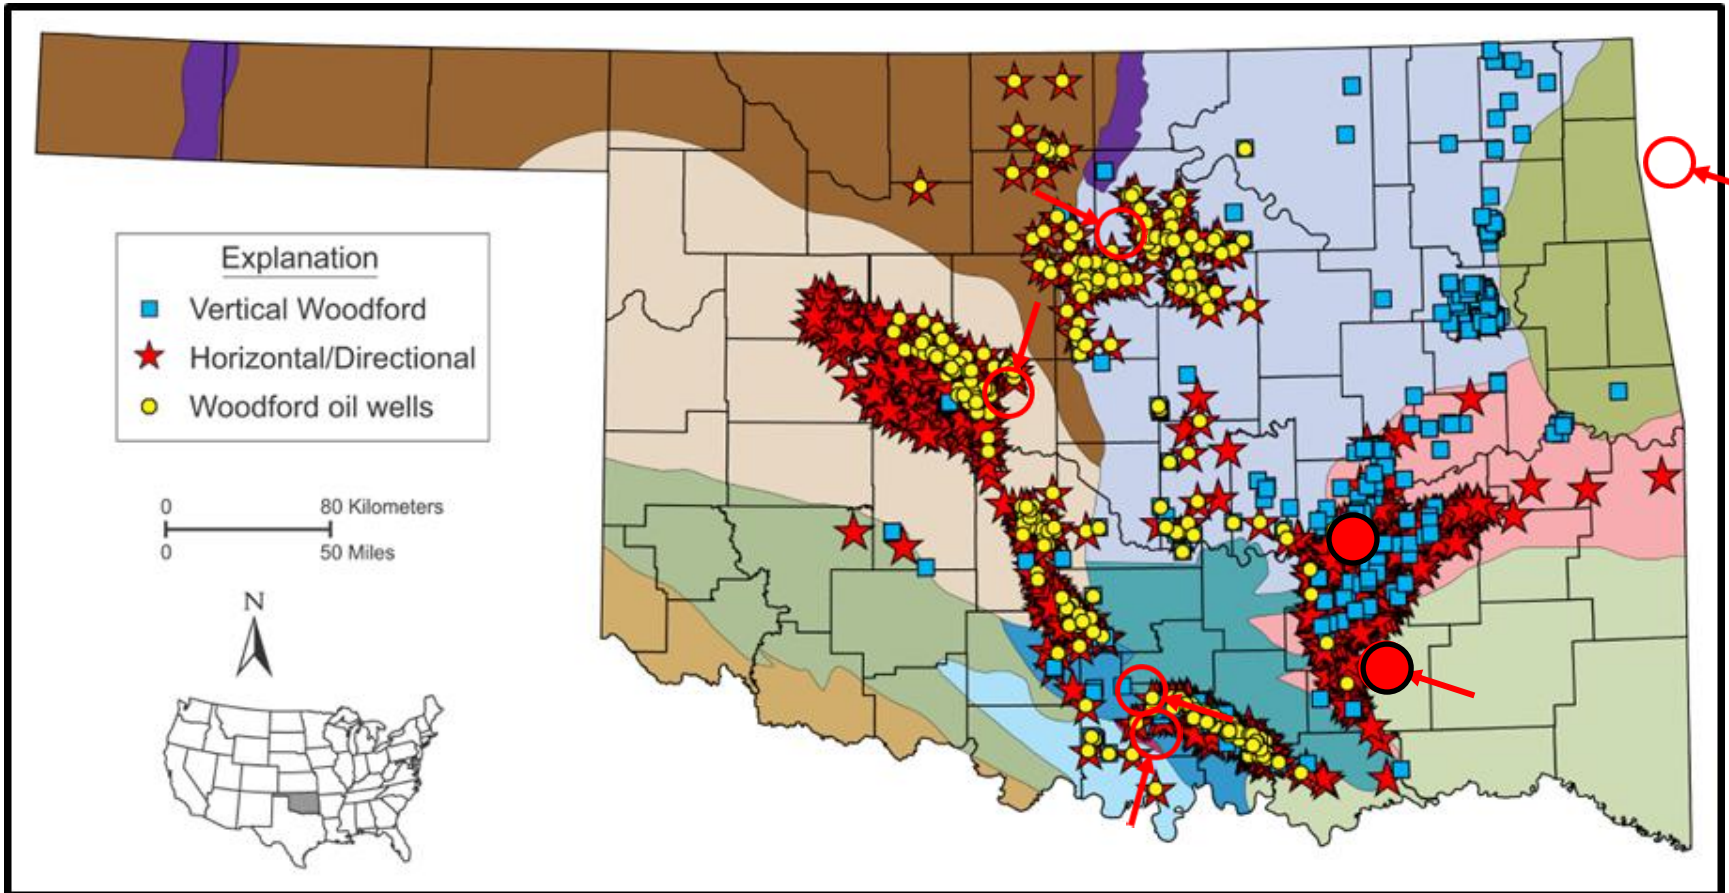 Explanation
Vertical Woodford
Horizontal/Directional
Woodford oil wells
0 80 Kilometers
0 50 Miles
N